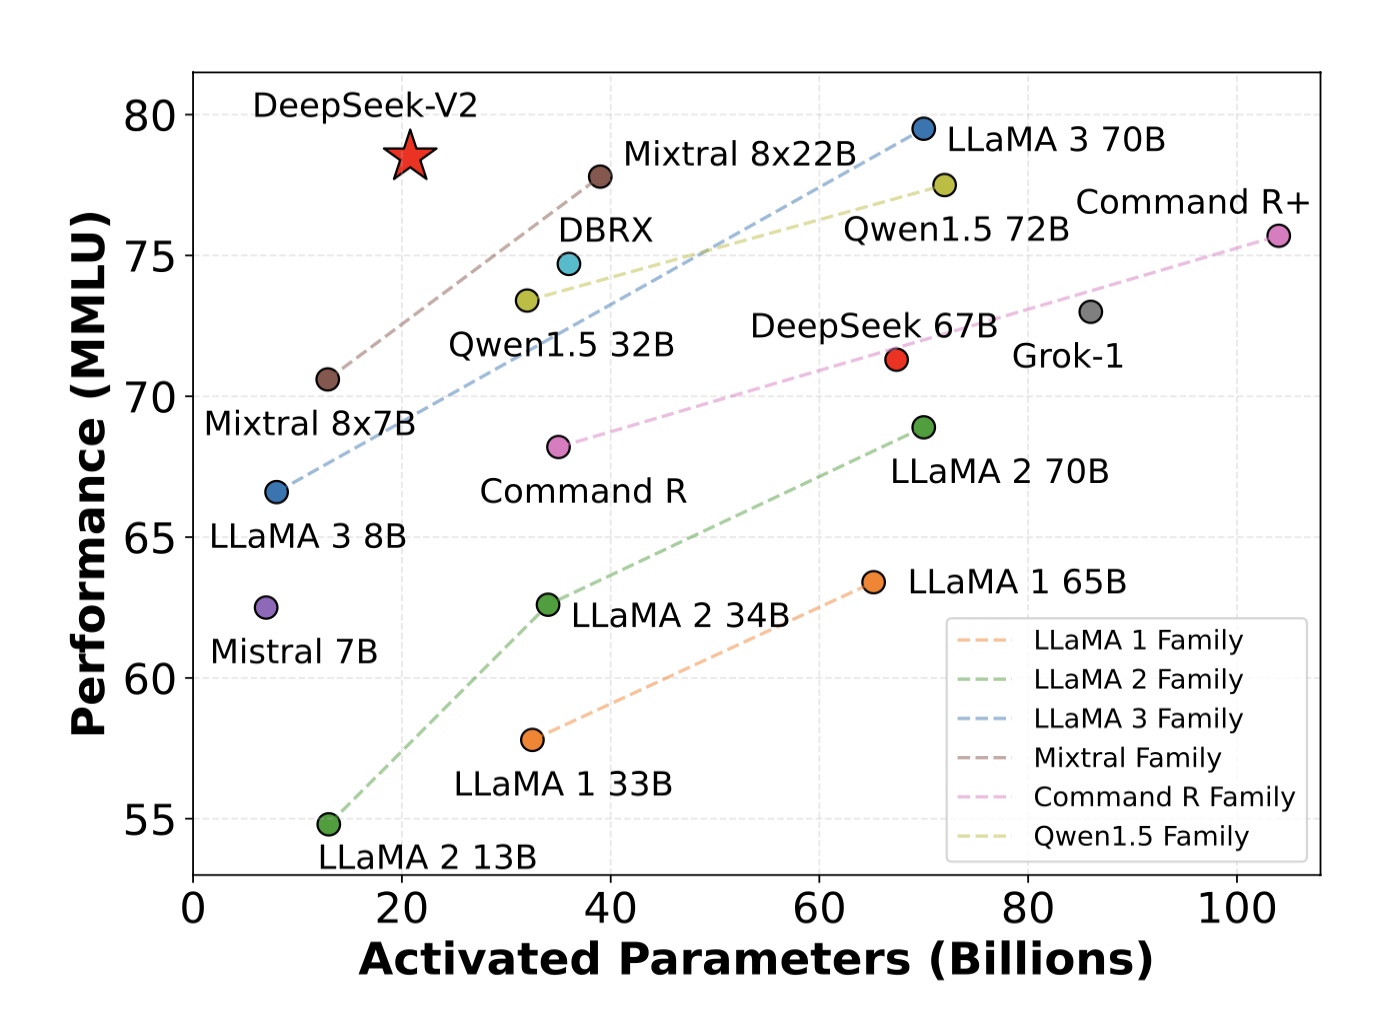 DeepSeek-V2
Mixtral 8x22B
LLaMA 3 70B
Command R+
Qwen1.5 72B
DBRX
DeepSeek 67B
Qwen1.5 32B
Grok-1
Mixtral 8x7B
LLaMA 2 70B
Command R
LLaMA 3 8B
LLaMA 1 65B
LLaMA 2 34B
Mistral 7B
LLaMA 1 33B
LLaMA 2 13B
LLaMA 1 Family
LLaMA 2 Family
LLaMA 3 Family
Mixtral Family
Command R Family
Qwen1.5 Family
80
75
70
65
60
55
Performance (MMLU)
0 20 40 60 80 100
Activated Parameters (Billions)